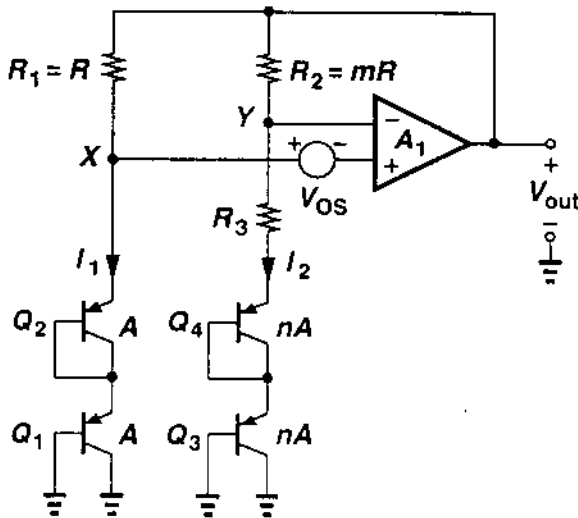 R1 = R
R2 = mR
Y
X
+
-
VOS
-
A1
+
+
Vout
-
R3
I1
I2
Q2
A
Q4
nA
Q1
A
Q3
nA